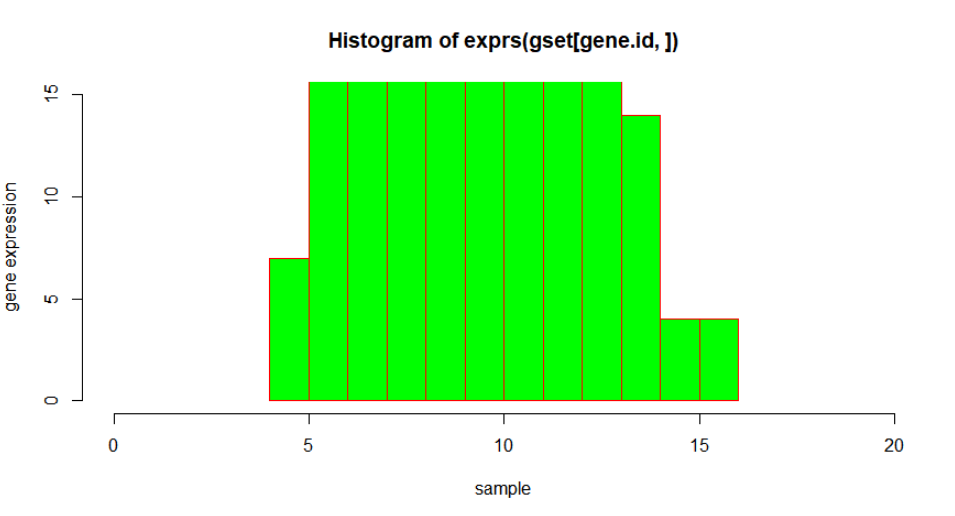 Histogram of exprs(gset[gene.id, ])
15
10
5
0
gene expression
0 5 10 15 20
sample